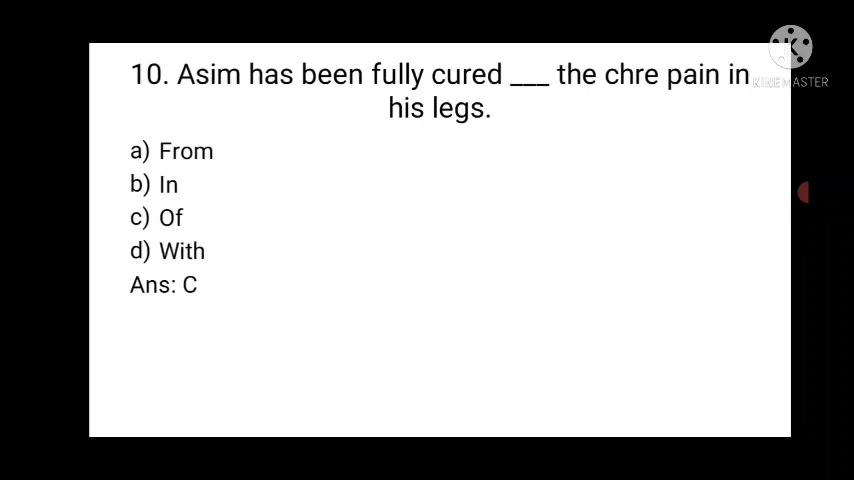 10. Asim has been fully cured ___ the chre pain in
his legs.
a) From
b) In
c) Of
d) With
Ans: C
K
KINEMASTER